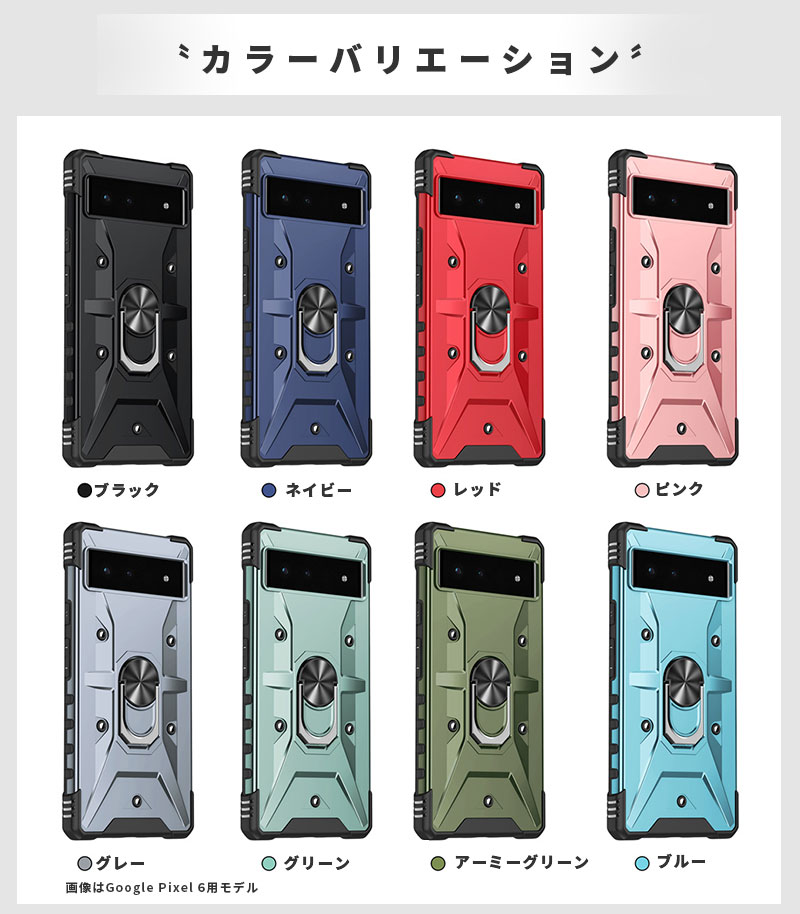 カラーバリエーション
ブラック
ネイビー
レッド
ピンク
グレー
グリーン
アーミーグリーン
ブルー
画像はGoogle Pixel 6用モデル